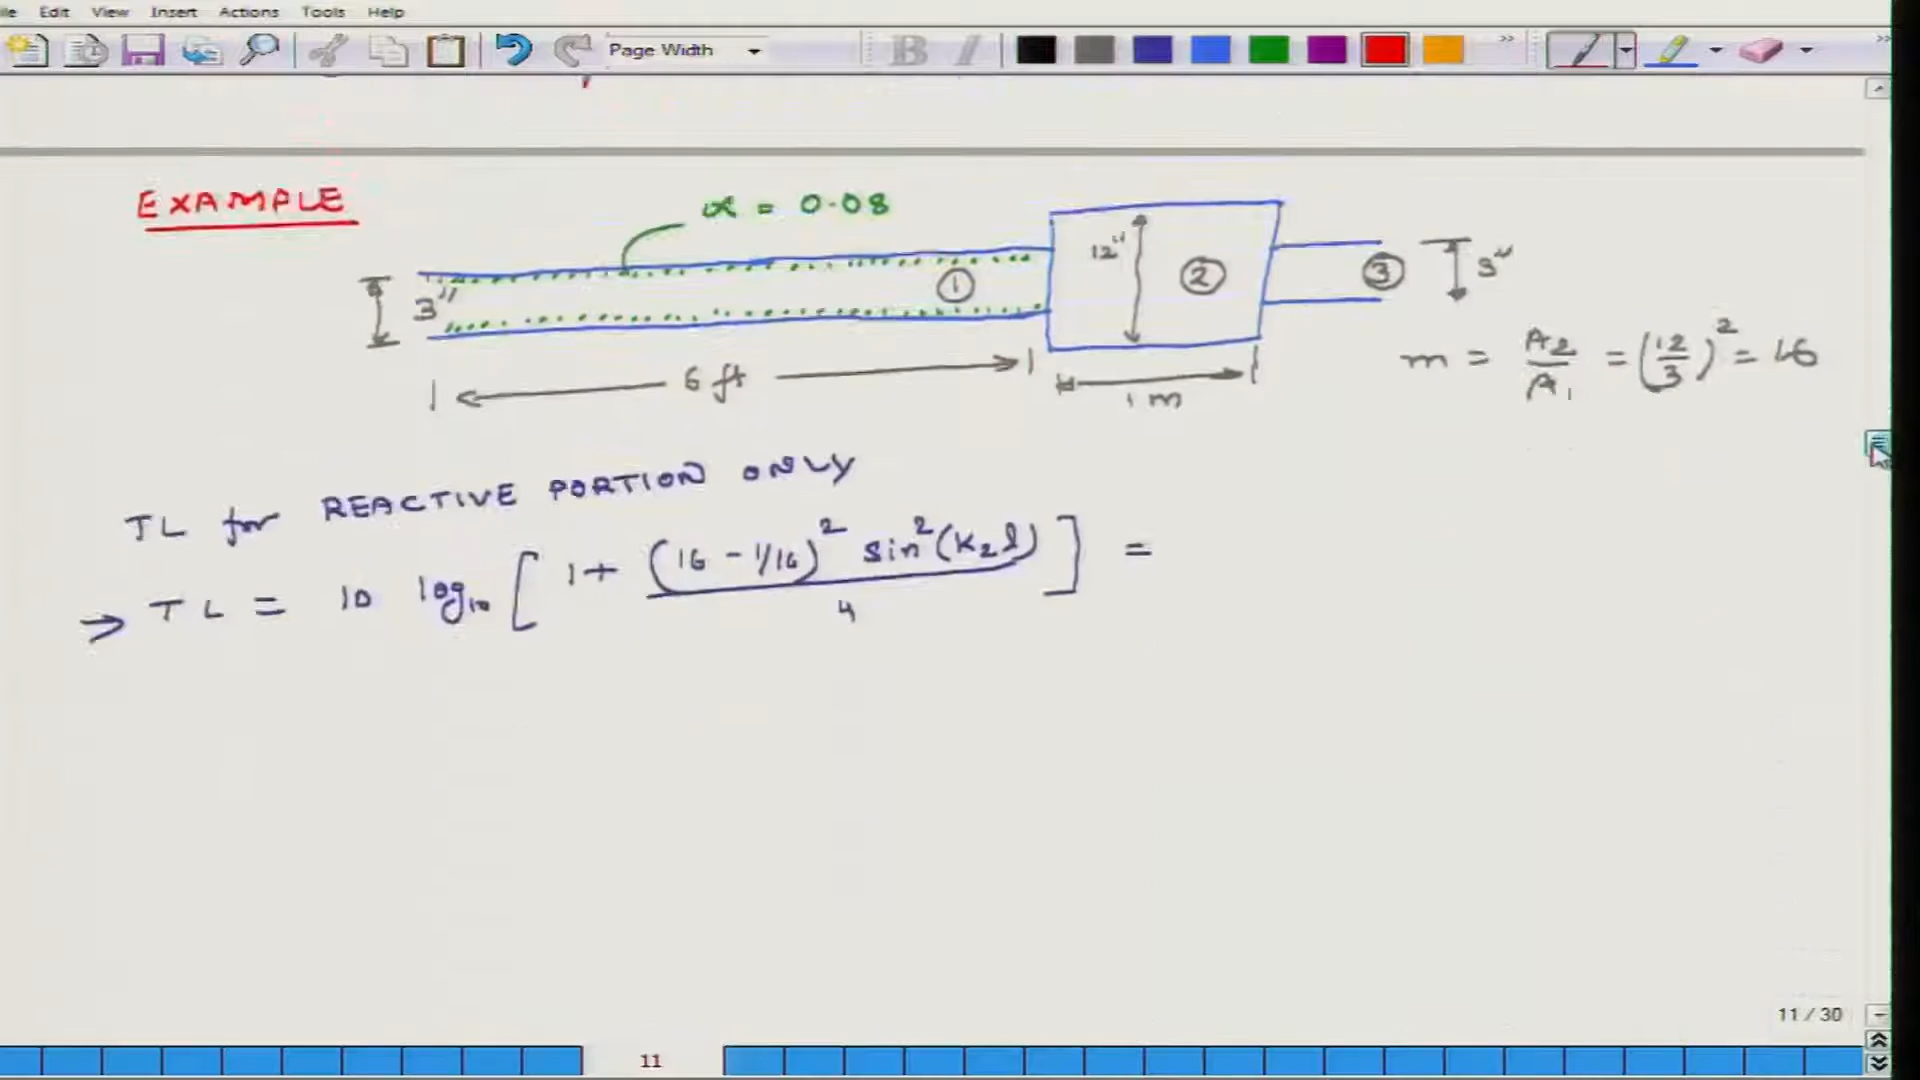 File Edit View Insert Actions Tools Help
Page Width
B I
EXAMPLE
α = 0.08
3"
①
12"
②
③
3"
6 ft
1 m
m = A2/A1 = (12/3)^2 = 16
TL for REACTIVE PORTION ONLY
⇒ TL = 10 log10 [ 1 + (16 - 1/16)^2 sin^2(K2l) / 4 ] =
11 / 30
11